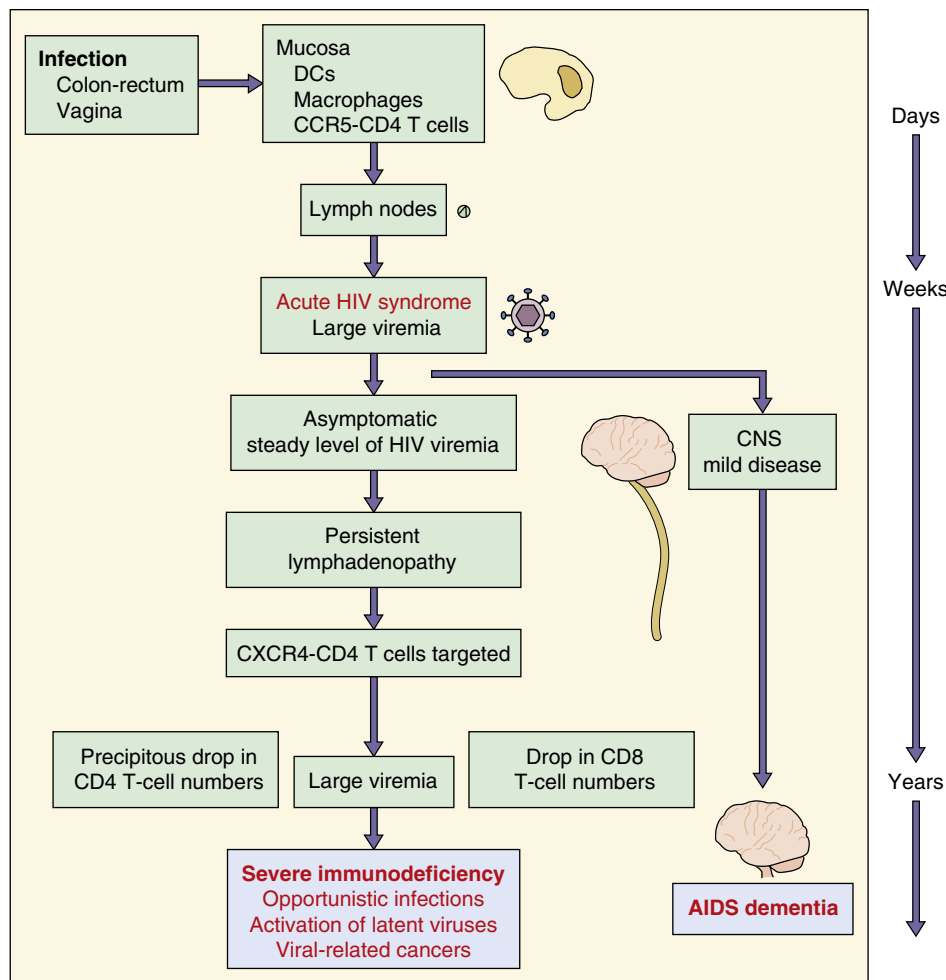 Infection
Colon-rectum
Vagina
Mucosa
DCs
Macrophages
CCR5-CD4 T cells
Days
Lymph nodes
Weeks
Acute HIV syndrome
Large viremia
Asymptomatic
steady level of HIV viremia
CNS
mild disease
Persistent
lymphadenopathy
CXCR4-CD4 T cells targeted
Precipitous drop in
CD4 T-cell numbers
Large viremia
Drop in CD8
T-cell numbers
Years
Severe immunodeficiency
Opportunistic infections
Activation of latent viruses
Viral-related cancers
AIDS dementia